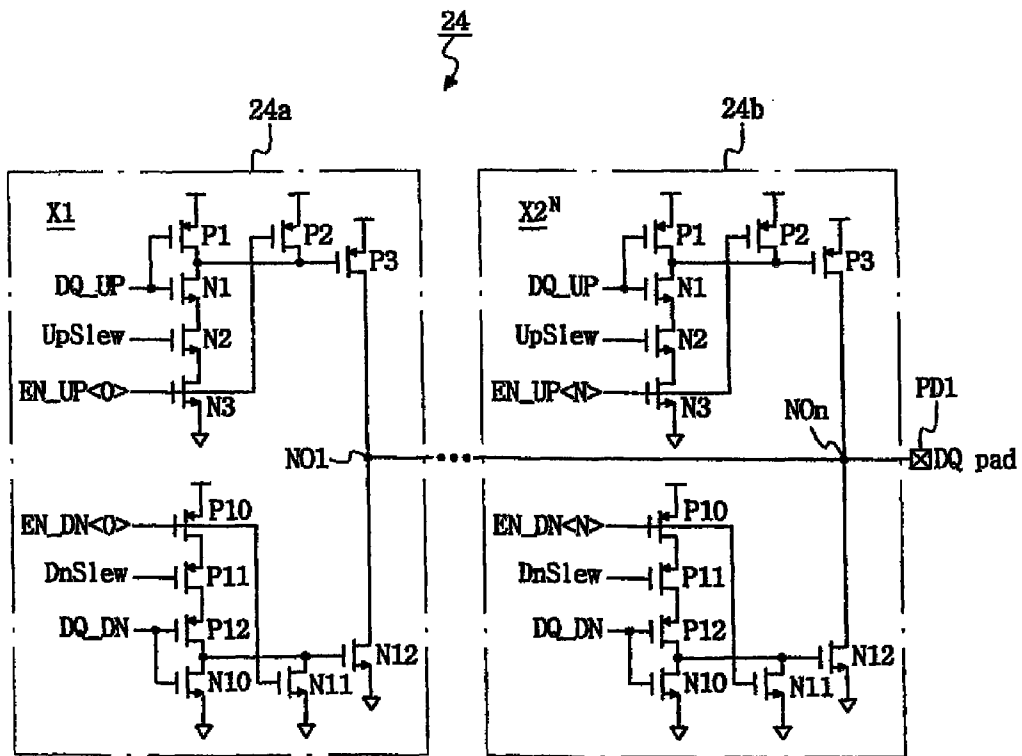 24
24a
24b
X1
P1
P2
P3
DQ_UP
N1
UpSlew
N2
EN_UP<0>
N3
NO1
EN_DN<0>
P10
DnSlew
P11
DQ_DN
P12
N10
N11
N12
X2^N
P1
P2
P3
DQ_UP
N1
UpSlew
N2
EN_UP<N>
N3
NOn
PD1
DQ pad
EN_DN<N>
P10
DnSlew
P11
DQ_DN
P12
N10
N11
N12